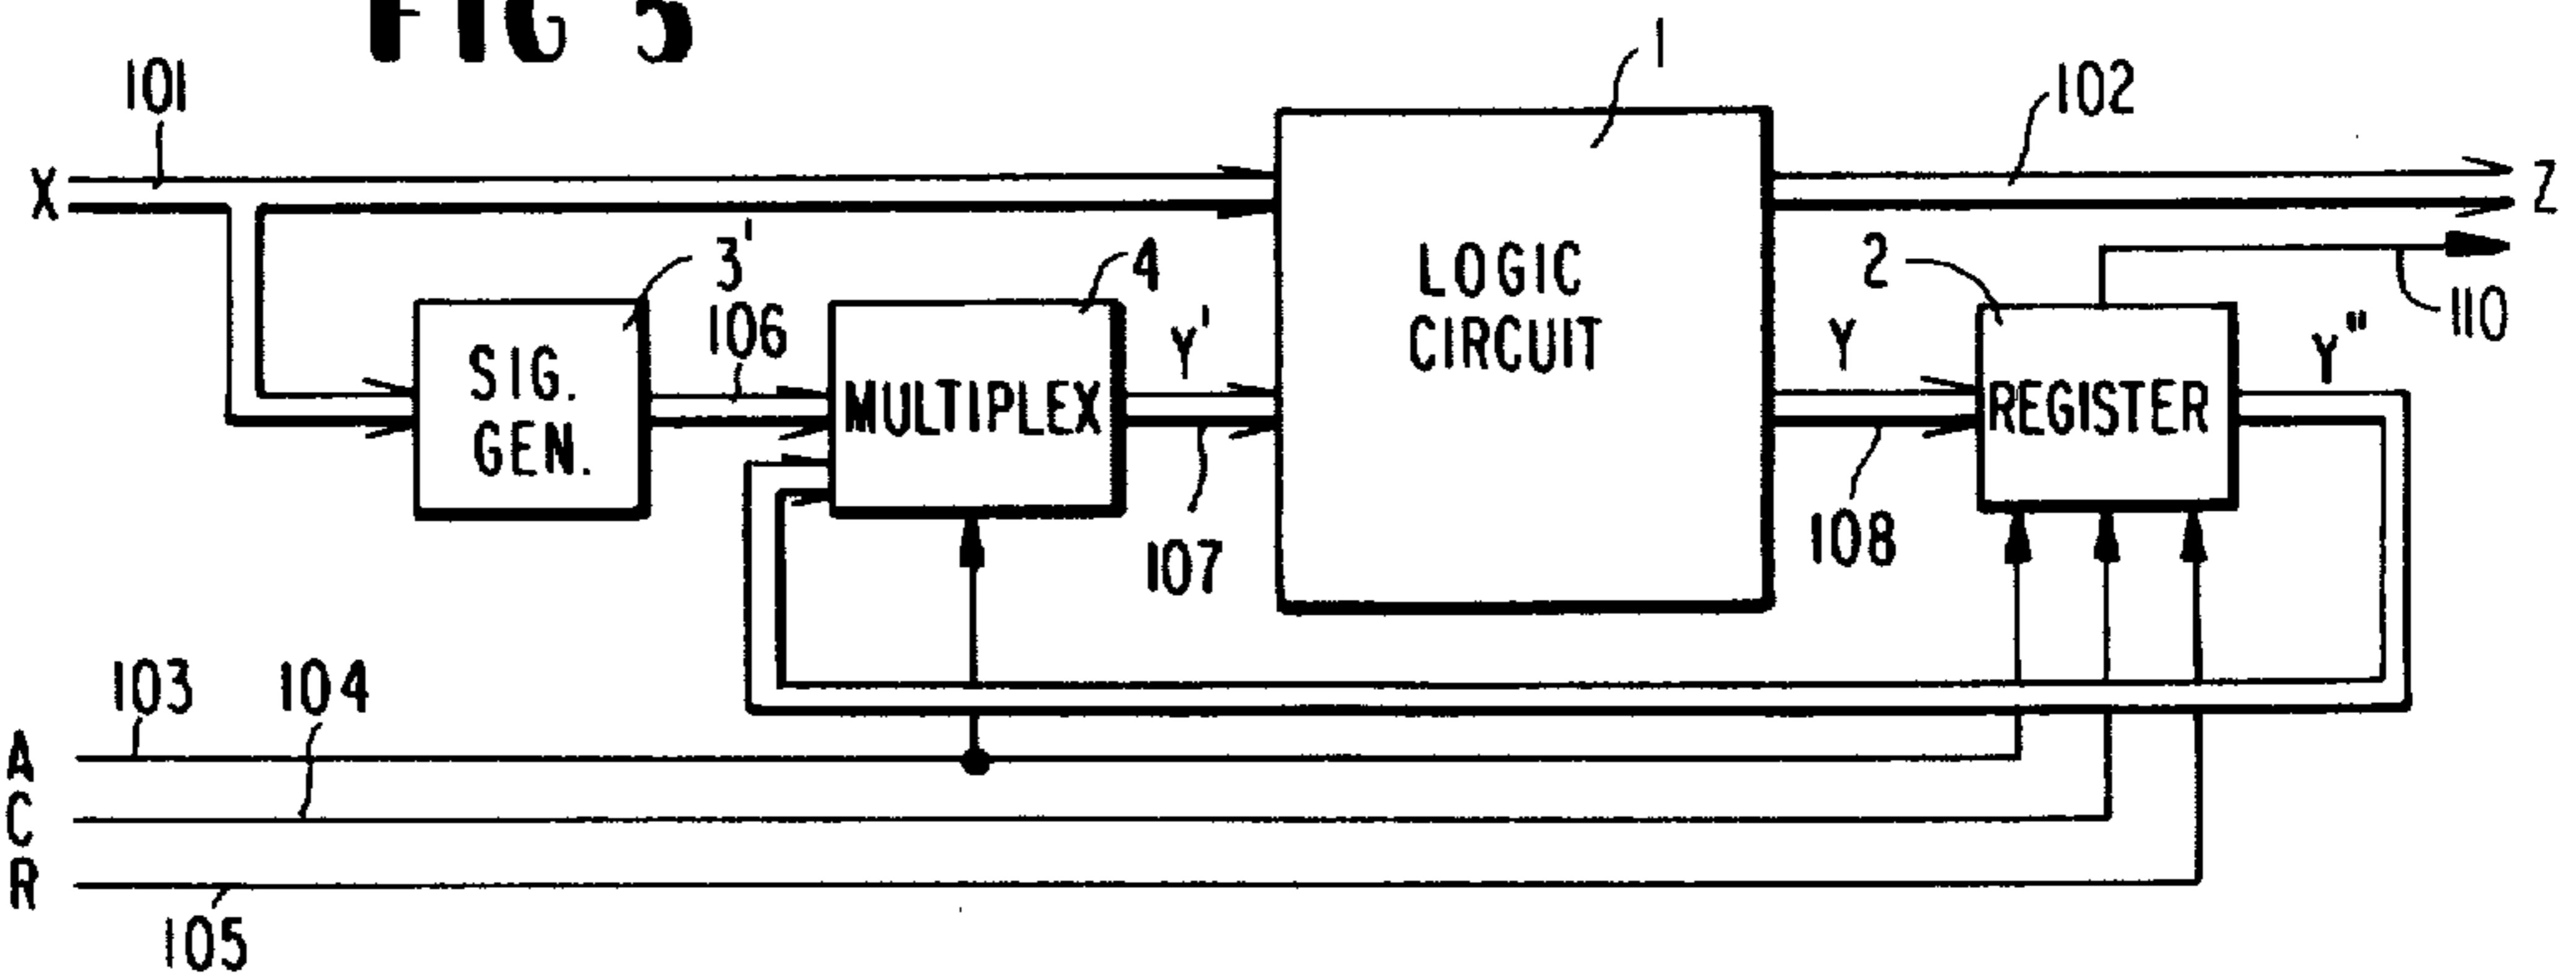 FIG 5
1
101
102
X
Z
3'
4
2
110
106
Y'
LOGIC
CIRCUIT
Y
Y"
SIG.
GEN.
MULTIPLEX
REGISTER
107
108
103
104
A
C
R
105